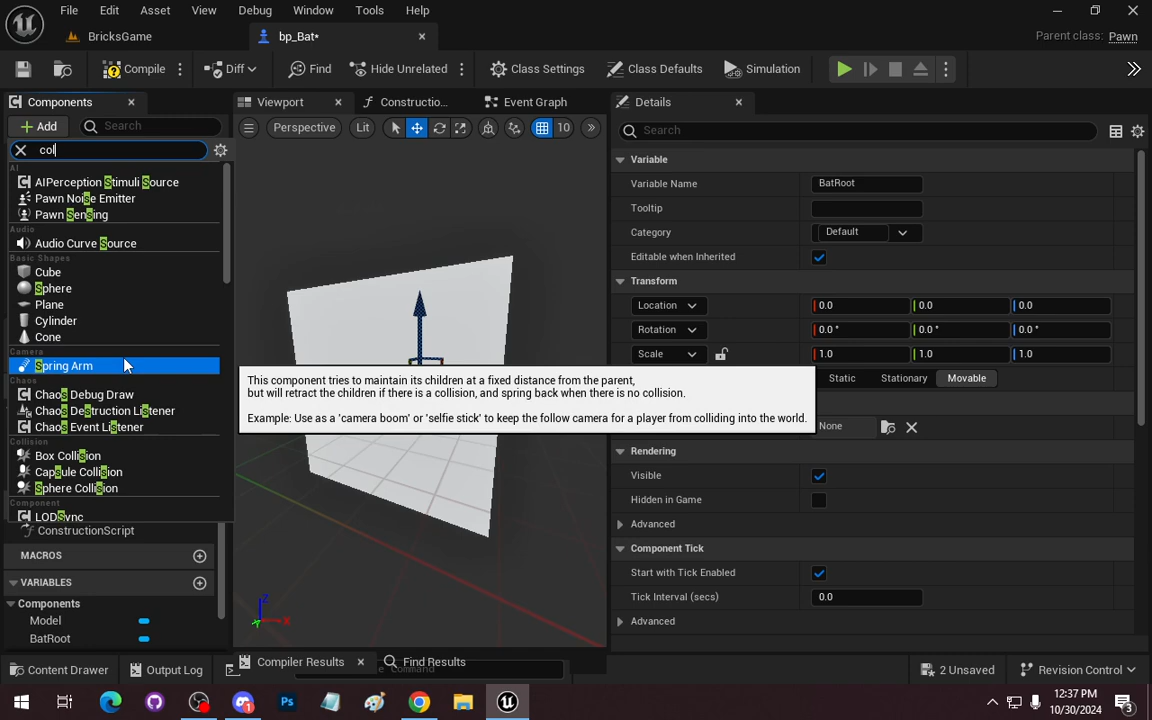 File Edit Asset View Debug Window Tools Help
BricksGame bp_Bat* Parent class: Pawn
Compile Diff Find Hide Unrelated Class Settings Class Defaults Simulation
Components Viewport Constructio... Event Graph Details
Add Search Perspective Lit 10 Search
col
AI
AIPerception Stimuli Source
Pawn Noise Emitter
Pawn Sensing
Audio
Audio Curve Source
Basic Shapes
Cube
Sphere
Plane
Cylinder
Cone
Camera
Spring Arm
Chaos
Chaos Debug Draw
Chaos Destruction Listener
Chaos Event Listener
Collision
Box Collision
Capsule Collision
Sphere Collision
Component
LODSync
ConstructionScript
MACROS
VARIABLES
Components
Model
BatRoot
This component tries to maintain its children at a fixed distance from the parent,
but will retract the children if there is a collision, and spring back when there is no collision.
Example: Use as a 'camera boom' or 'selfie stick' to keep the follow camera for a player from colliding into the world.
Z
X
Y
Variable
Variable Name BatRoot
Tooltip
Category Default
Editable when Inherited
Transform
Location 0.0 0.0 0.0
Rotation 0.0 ° 0.0 ° 0.0 °
Scale 1.0 1.0 1.0
Static Stationary Movable
None
Rendering
Visible
Hidden in Game
Advanced
Component Tick
Start with Tick Enabled
Tick Interval (secs) 0.0
Advanced
Compiler Results Find Results
Content Drawer Output Log 2 Unsaved Revision Control
12:37 PM
10/30/2024
3